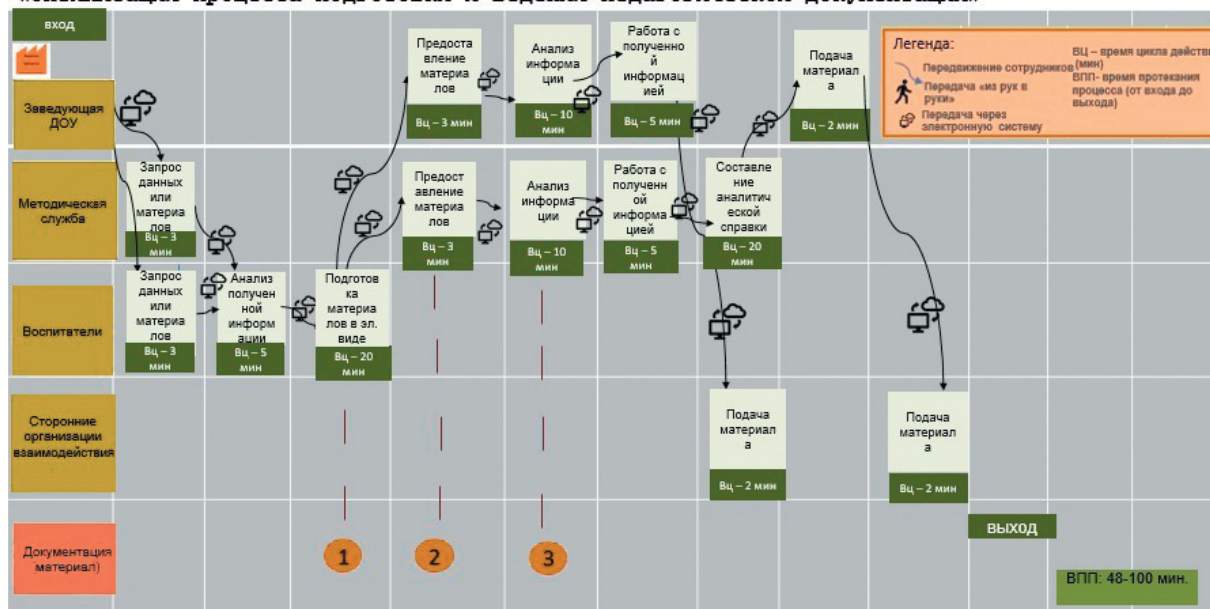 вход
Заведующая
ДОУ
Методическая
служба
Воспитатели
Сторонние
организации
взаимодействия
Документация
материал)
Предоста
вление
материа
лов
Вц – 3 мин
Анализ
информа
ции
Вц – 10
мин
Работа с
полученно
й
информац
ией
Вц – 5 мин
Подача
материал
а
Вц – 2 мин
Легенда:
Передвижение сотрудников
Передача «из рук в
руки»
Передача через
электронную систему
ВЦ – время цикла действи
(мин)
ВПП- время протекания
процесса (от входа до
выхода)
Запрос
данных
или
материа
лов
Вц – 3
мин
Предост
авление
материа
лов
Вц – 3
мин
Анализ
информа
ции
Вц – 10
мин
Работа с
получен
ной
информа
цией
Вц – 5
мин
Составле
ние
аналитич
еской
справки
Вц – 20
мин
Запрос
данных
или
материа
лов
Вц – 3
мин
Анализ
получен
ной
информ
ации
Вц – 5
мин
Подготов
ка
материа
лов в эл.
виде
Вц – 20
мин
Подача
материал
а
Вц – 2 мин
Подача
материал
а
Вц – 2 мин
1
2
3
выход
ВПП: 48-100 мин.